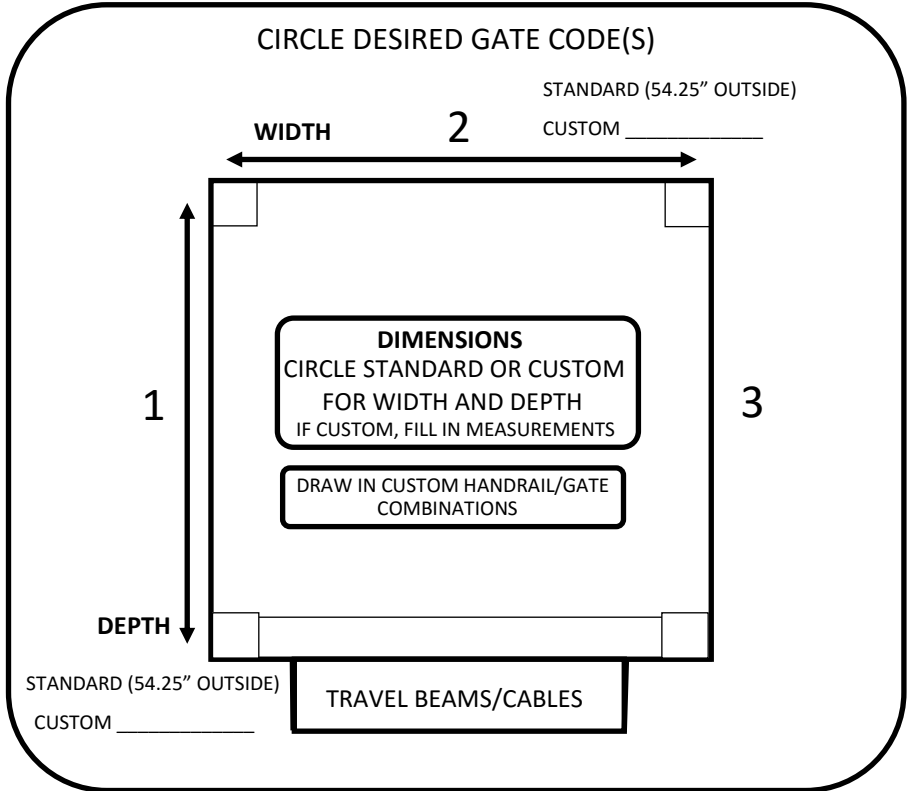 CIRCLE DESIRED GATE CODE(S)
STANDARD (54.25” OUTSIDE)
WIDTH
2
CUSTOM _____________
1
3
DIMENSIONS
CIRCLE STANDARD OR CUSTOM
FOR WIDTH AND DEPTH
IF CUSTOM, FILL IN MEASUREMENTS
DRAW IN CUSTOM HANDRAIL/GATE
COMBINATIONS
DEPTH
STANDARD (54.25” OUTSIDE)
CUSTOM _____________
TRAVEL BEAMS/CABLES